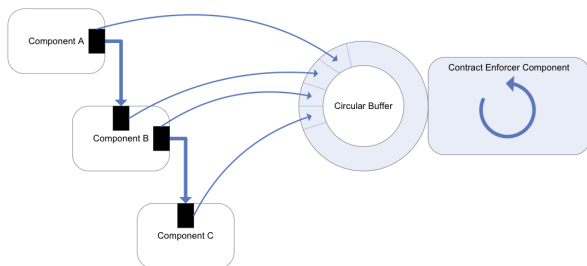 Component A
Contract Enforcer Component
Circular Buffer
Component B
Component C